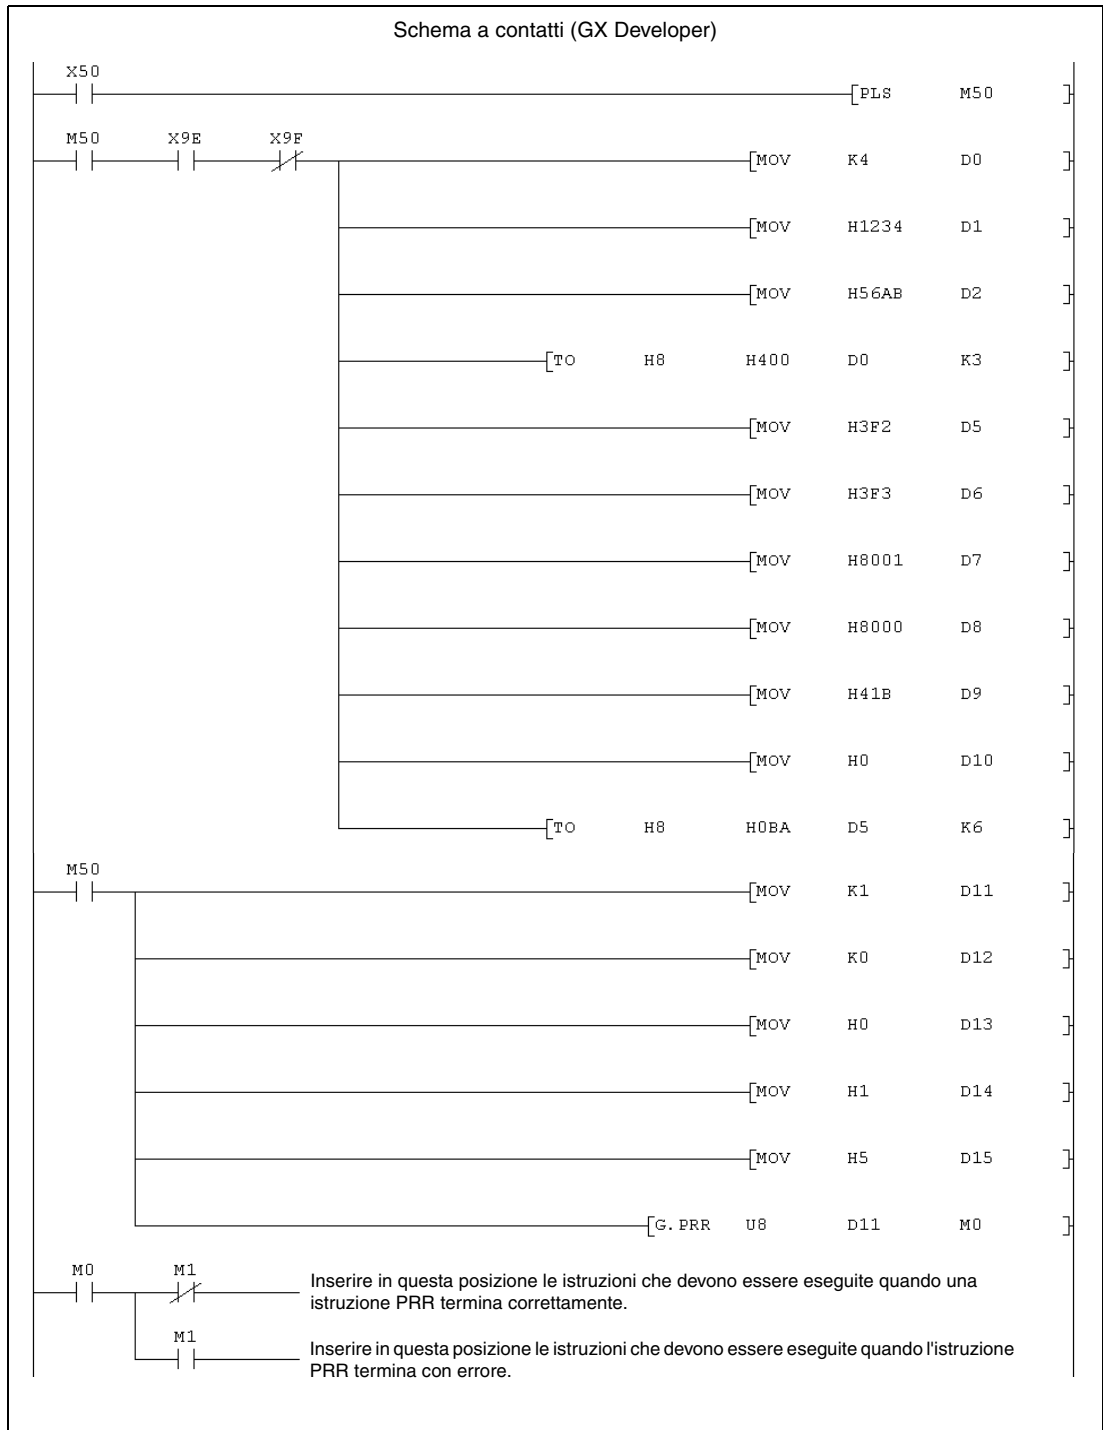 Schema a contatti (GX Developer)
X50
[PLS M50 ]
M50 X9E X9F
[MOV K4 D0 ]
[MOV H1234 D1 ]
[MOV H56AB D2 ]
[TO H8 H400 D0 K3 ]
[MOV H3F2 D5 ]
[MOV H3F3 D6 ]
[MOV H8001 D7 ]
[MOV H8000 D8 ]
[MOV H41B D9 ]
[MOV H0 D10 ]
[TO H8 H0BA D5 K6 ]
M50
[MOV K1 D11 ]
[MOV K0 D12 ]
[MOV H0 D13 ]
[MOV H1 D14 ]
[MOV H5 D15 ]
[G.PRR U8 D11 M0 ]
M0 M1
Inserire in questa posizione le istruzioni che devono essere eseguite quando una
istruzione PRR termina correttamente.
M1
Inserire in questa posizione le istruzioni che devono essere eseguite quando l'istruzione
PRR termina con errore.